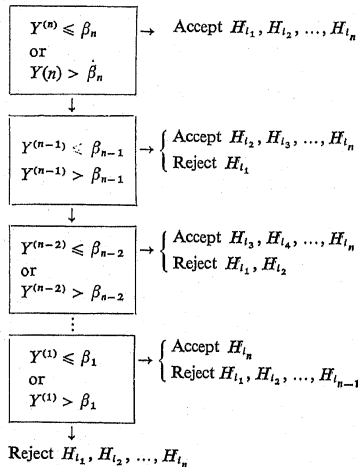 Y^(n) ≤ β_n → Accept H_{i_1}, H_{i_2}, ..., H_{i_n}
or
Y(n) > β̇_n
↓
Y^(n−1) ≤ β_{n−1} → { Accept H_{i_2}, H_{i_3}, ..., H_{i_n}
Y^(n−1) > β_{n−1} Reject H_{i_1}
↓
Y^(n−2) ≤ β_{n−2} → { Accept H_{i_3}, H_{i_4}, ..., H_{i_n}
or Reject H_{i_1}, H_{i_2}
Y^(n−2) > β_{n−2}
⋮
Y^(1) ≤ β_1 → { Accept H_{i_n}
or Reject H_{i_1}, H_{i_2}, ..., H_{i_{n−1}}
Y^(1) > β_1
↓
Reject H_{i_1}, H_{i_2}, ..., H_{i_n}